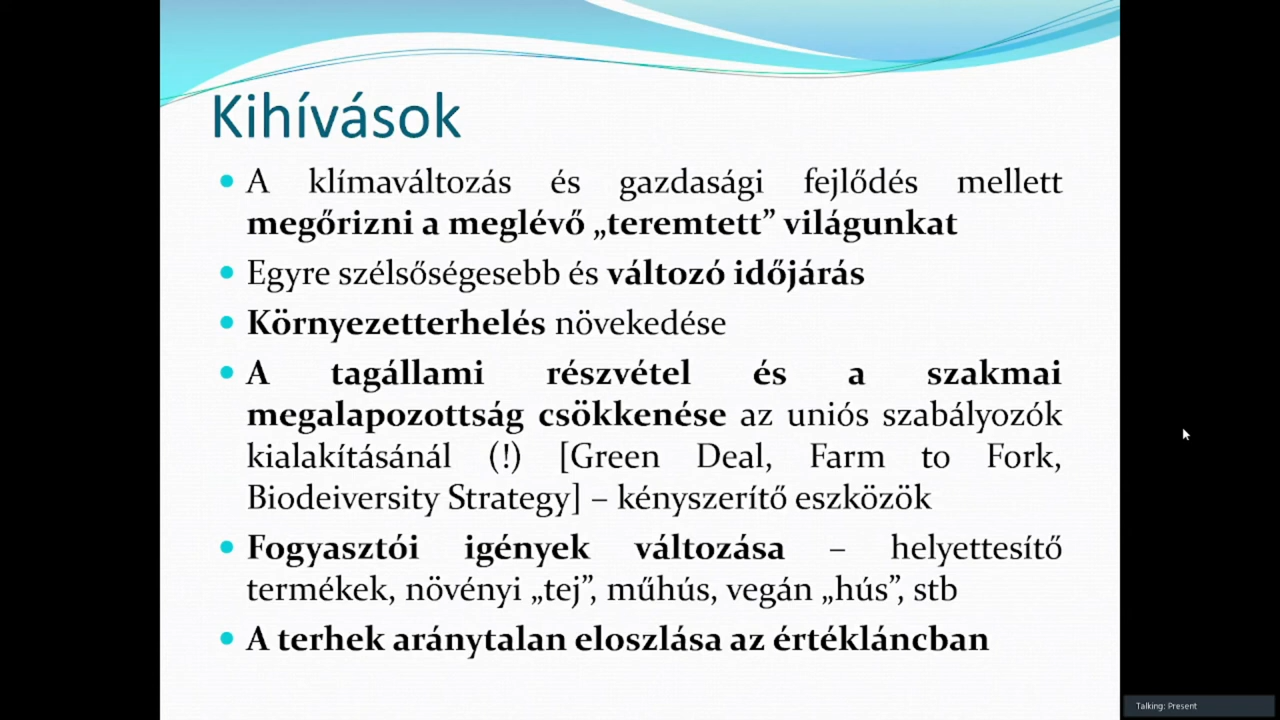 Kihívások
A klímaváltozás és gazdasági fejlődés mellett
megőrizni a meglévő „teremtett” világunkat
Egyre szélsőségesebb és változó időjárás
Környezetterhelés növekedése
A tagállami részvétel és a szakmai
megalapozottság csökkenése az uniós szabályozók
kialakításánál (!) [Green Deal, Farm to Fork,
Biodeiversity Strategy] – kényszerítő eszközök
Fogyasztói igények változása – helyettesítő
termékek, növényi „tej”, műhús, vegán „hús”, stb
A terhek aránytalan eloszlása az értékláncban
Talking: Present